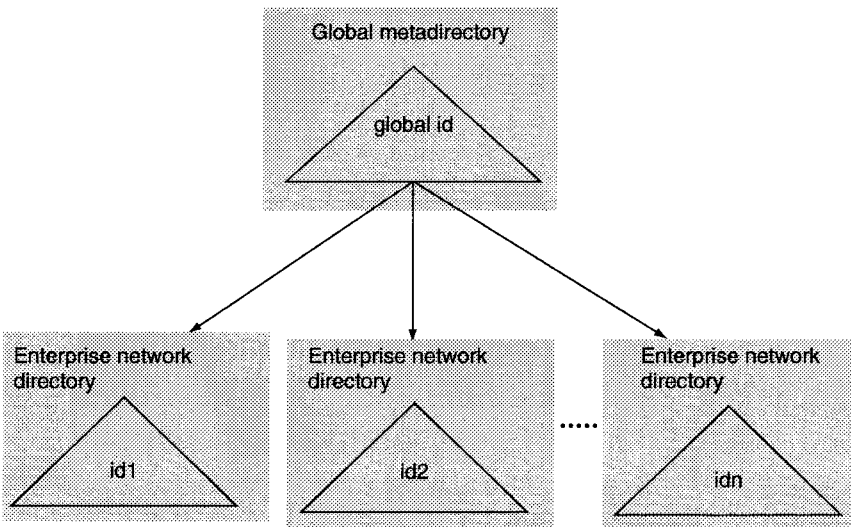 Global metadirectory
global id
Enterprise network
directory
id1
Enterprise network
directory
id2
.....
Enterprise network
directory
idn